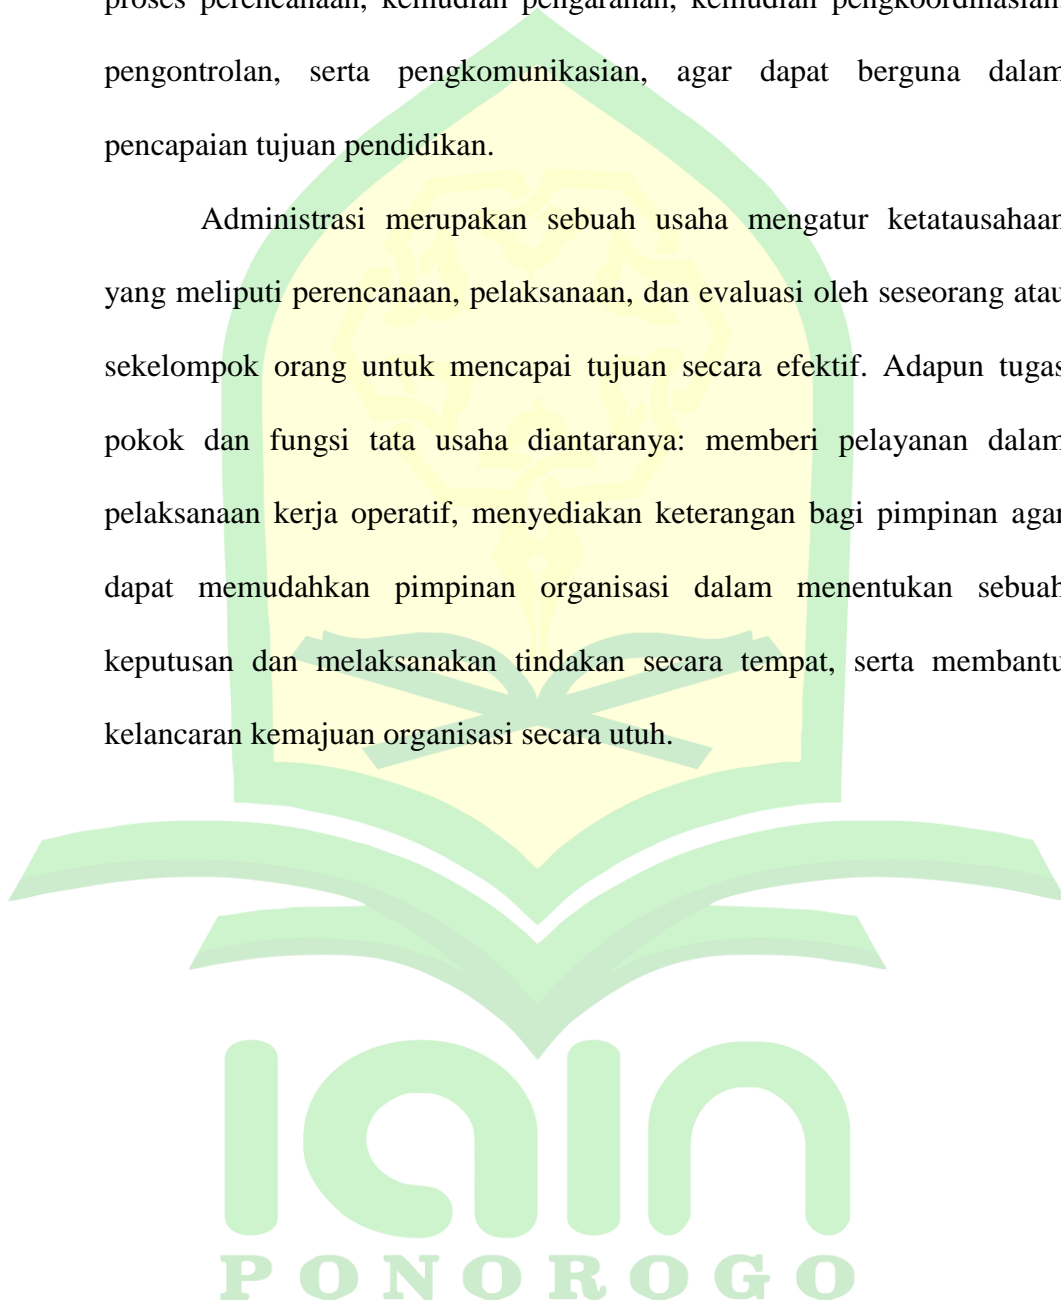 proses perencanaan, kemudian pengarahan, kemudian pengkoordinasian,
pengontrolan, serta pengkomunikasian, agar dapat berguna dalam
pencapaian tujuan pendidikan.
Administrasi merupakan sebuah usaha mengatur ketatausahaan
yang meliputi perencanaan, pelaksanaan, dan evaluasi oleh seseorang atau
sekelompok orang untuk mencapai tujuan secara efektif. Adapun tugas
pokok dan fungsi tata usaha diantaranya: memberi pelayanan dalam
pelaksanaan kerja operatif, menyediakan keterangan bagi pimpinan agar
dapat memudahkan pimpinan organisasi dalam menentukan sebuah
keputusan dan melaksanakan tindakan secara tempat, serta membantu
kelancaran kemajuan organisasi secara utuh.
IAIN
PONOROGO